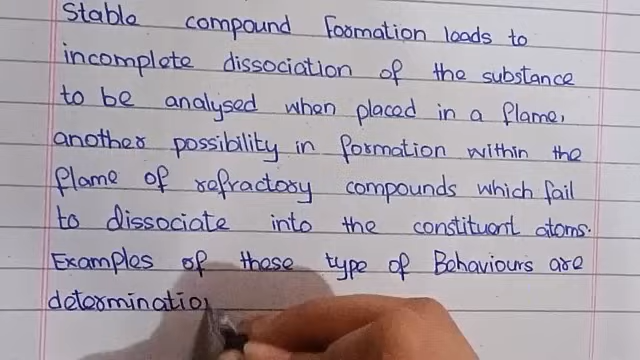 Stable compound Formation leads to
incomplete dissociation of the substance
to be analysed when placed in a flame,
another possibility in formation within the
flame of refractory compounds which fail
to dissociate into the constituent atoms.
Examples of these type of Behaviours are
determination